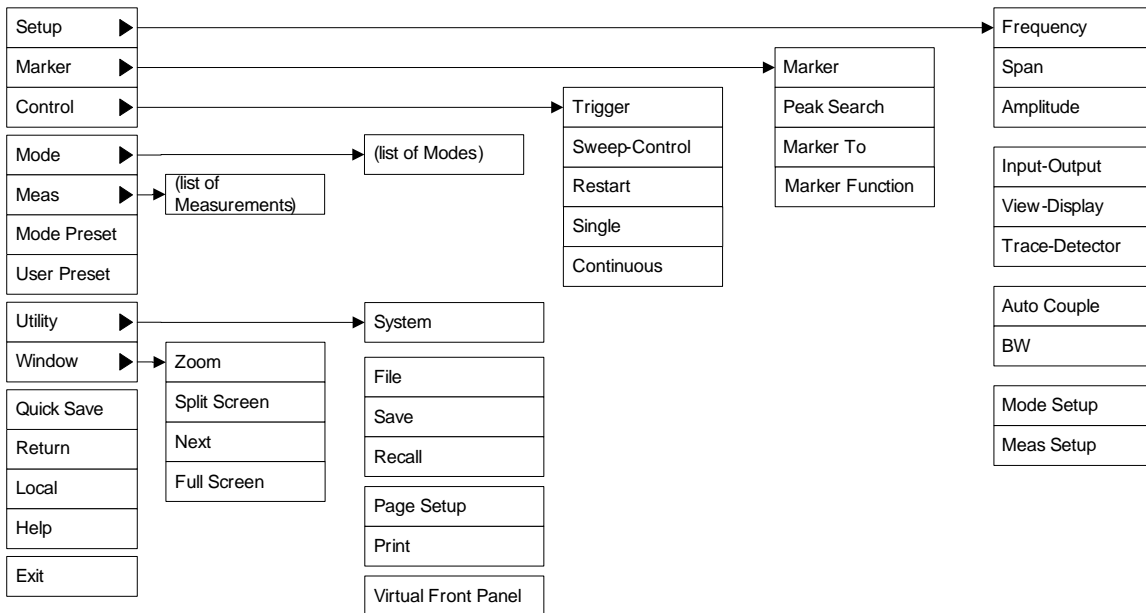 Setup
Marker
Control
Mode
Meas
Mode Preset
User Preset
Utility
Window
Quick Save
Return
Local
Help
Exit
(list of
Measurements)
Zoom
Split Screen
Next
Full Screen
(list of Modes)
System
File
Save
Recall
Page Setup
Print
Virtual Front Panel
Trigger
Sweep-Control
Restart
Single
Continuous
Marker
Peak Search
Marker To
Marker Function
Frequency
Span
Amplitude
Input-Output
View-Display
Trace-Detector
Auto Couple
BW
Mode Setup
Meas Setup